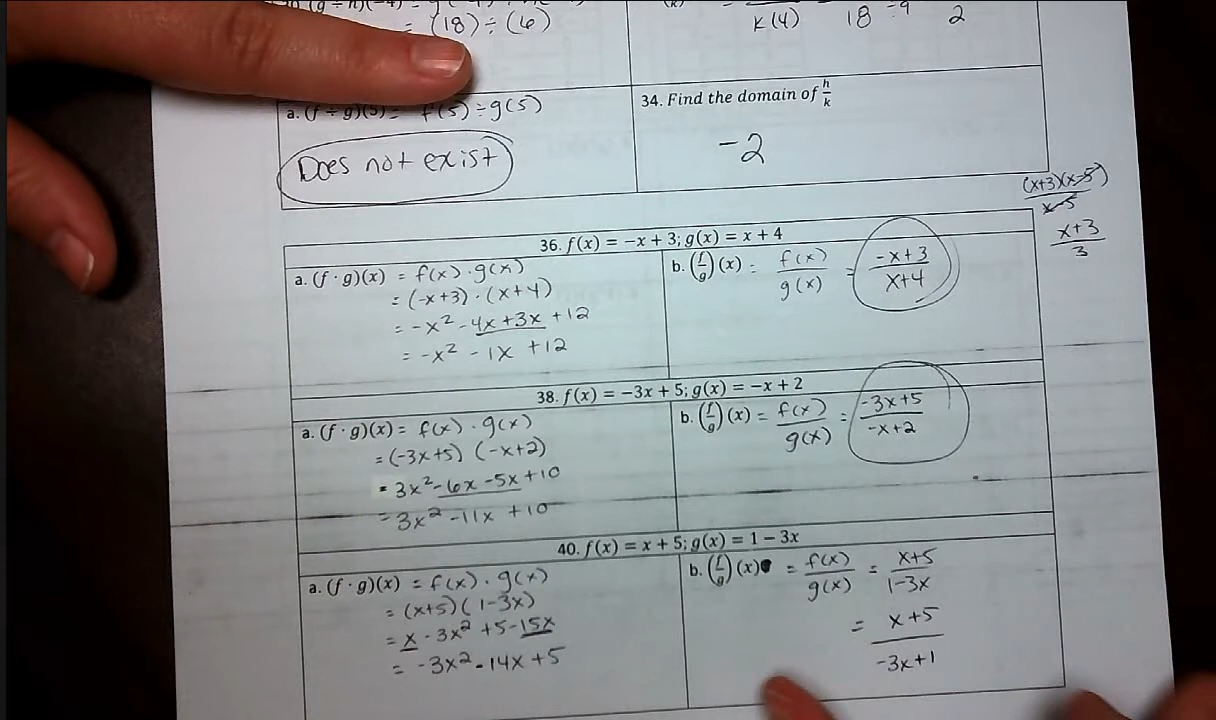 = (18) ÷ (6)
k(4) 18 ÷9 2
a. (f ÷ g)(5) = f(5) ÷ g(5)
Does not exist
34. Find the domain of h/k
-2
(x+3)(x-5)
x-5
x+3
3
36. f(x) = −x + 3; g(x) = x + 4
a. (f · g)(x) = f(x) · g(x)
= (-x+3) · (x+4)
= -x² - 4x + 3x + 12
= -x² - 1x + 12
b. (f/g)(x) = f(x)/g(x) = -x+3/x+4
38. f(x) = −3x + 5; g(x) = −x + 2
a. (f · g)(x) = f(x) · g(x)
= (-3x+5) (-x+2)
= 3x² - 6x - 5x + 10
= 3x² - 11x + 10
b. (f/g)(x) = f(x)/g(x) = -3x+5/-x+2
40. f(x) = x + 5; g(x) = 1 − 3x
a. (f · g)(x) = f(x) · g(x)
= (x+5)(1-3x)
= x - 3x² + 5 - 15x
= -3x² - 14x + 5
b. (f/g)(x) = f(x)/g(x) = x+5/1-3x
= x+5/-3x+1